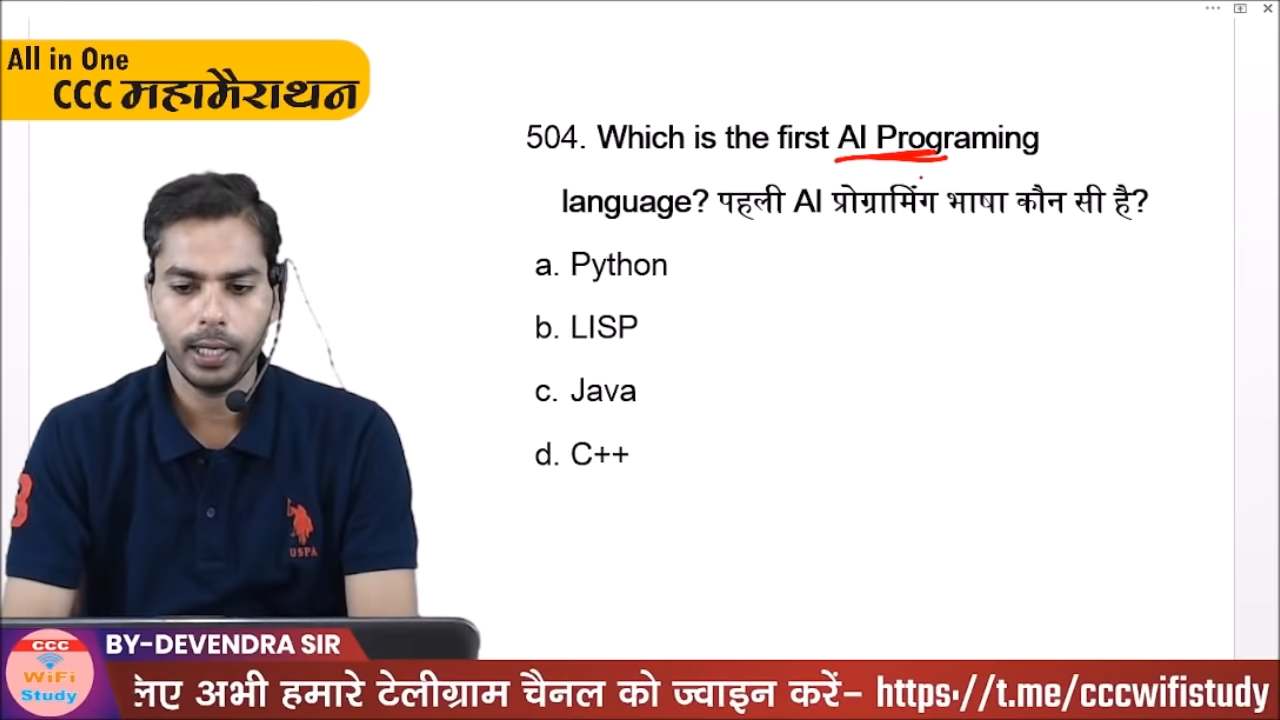 All in One
CCC महामैराथन
504. Which is the first AI Programing
language? पहली AI प्रोग्रामिंग भाषा कौन सी है?
a. Python
b. LISP
c. Java
d. C++
3
USPA
BY-DEVENDRA SIR
CCC
WiFi
Study
लिए अभी हमारे टेलीग्राम चैनल को ज्वाइन करें- https://t.me/cccwifistudy